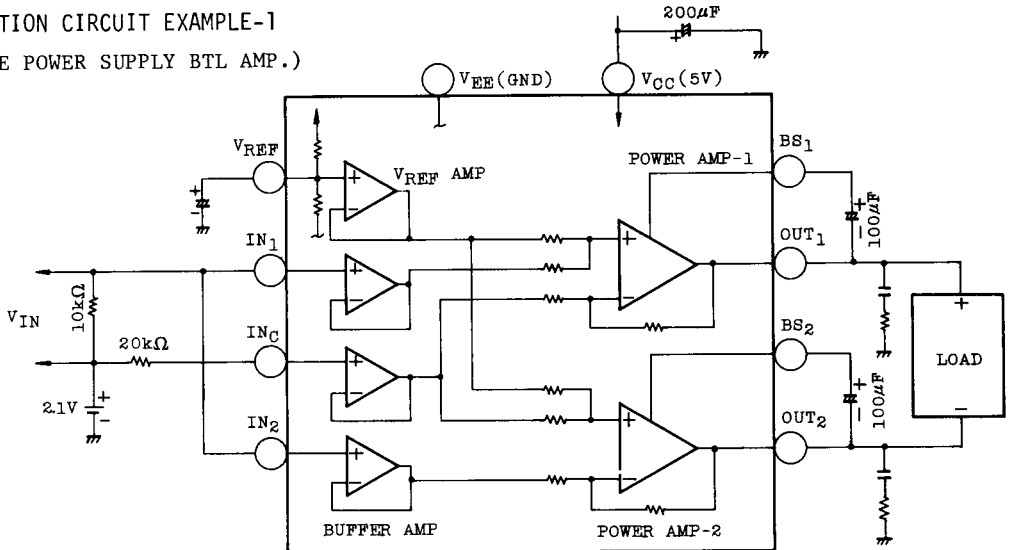 TION CIRCUIT EXAMPLE-1
E POWER SUPPLY BTL AMP.)
200µF
+
VEE(GND)
VCC(5V)
VREF
+
-
+
-
VREF AMP
POWER AMP-1
BS1
+
-
100µF
IN1
+
-
+
-
OUT1
VIN
10kΩ
20kΩ
INC
+
-
BS2
+
LOAD
-
+
-
100µF
2.1V
+
-
IN2
+
-
+
-
OUT2
BUFFER AMP
POWER AMP-2